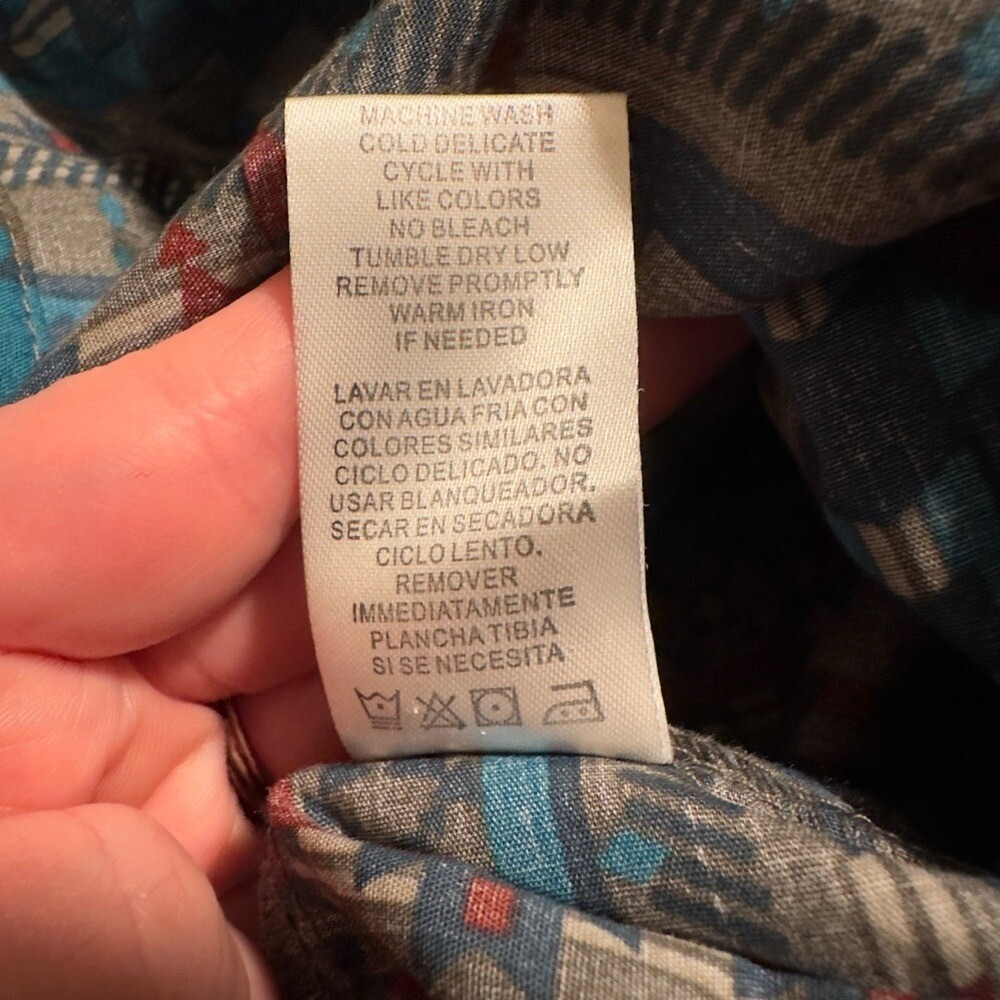 MACHINE WASH
COLD DELICATE
CYCLE WITH
LIKE COLORS
NO BLEACH
TUMBLE DRY LOW
REMOVE PROMPTLY
WARM IRON
IF NEEDED
LAVAR EN LAVADORA
CON AGUA FRIA CON
COLORES SIMILARES
CICLO DELICADO. NO
USAR BLANQUEADOR.
SECAR EN SECADORA
CICLO LENTO.
REMOVER
IMMEDIATAMENTE
PLANCHA TIBIA
SI SE NECESITA